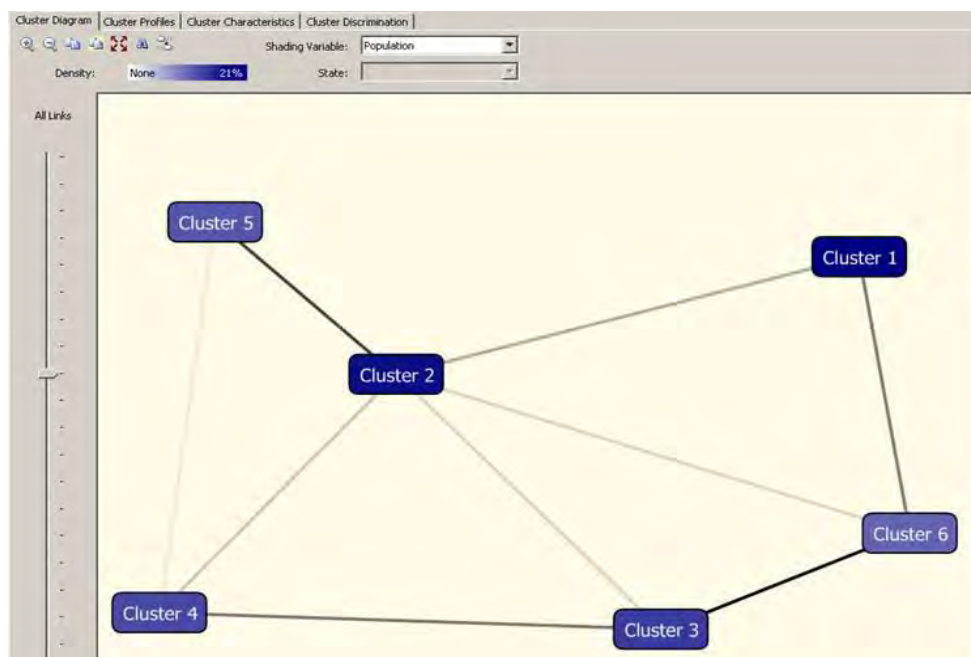 Cluster Diagram Cluster Profiles Cluster Characteristics Cluster Discrimination
Shading Variable: Population
Density: None 21% State:
All Links
Cluster 5
Cluster 1
Cluster 2
Cluster 6
Cluster 4
Cluster 3